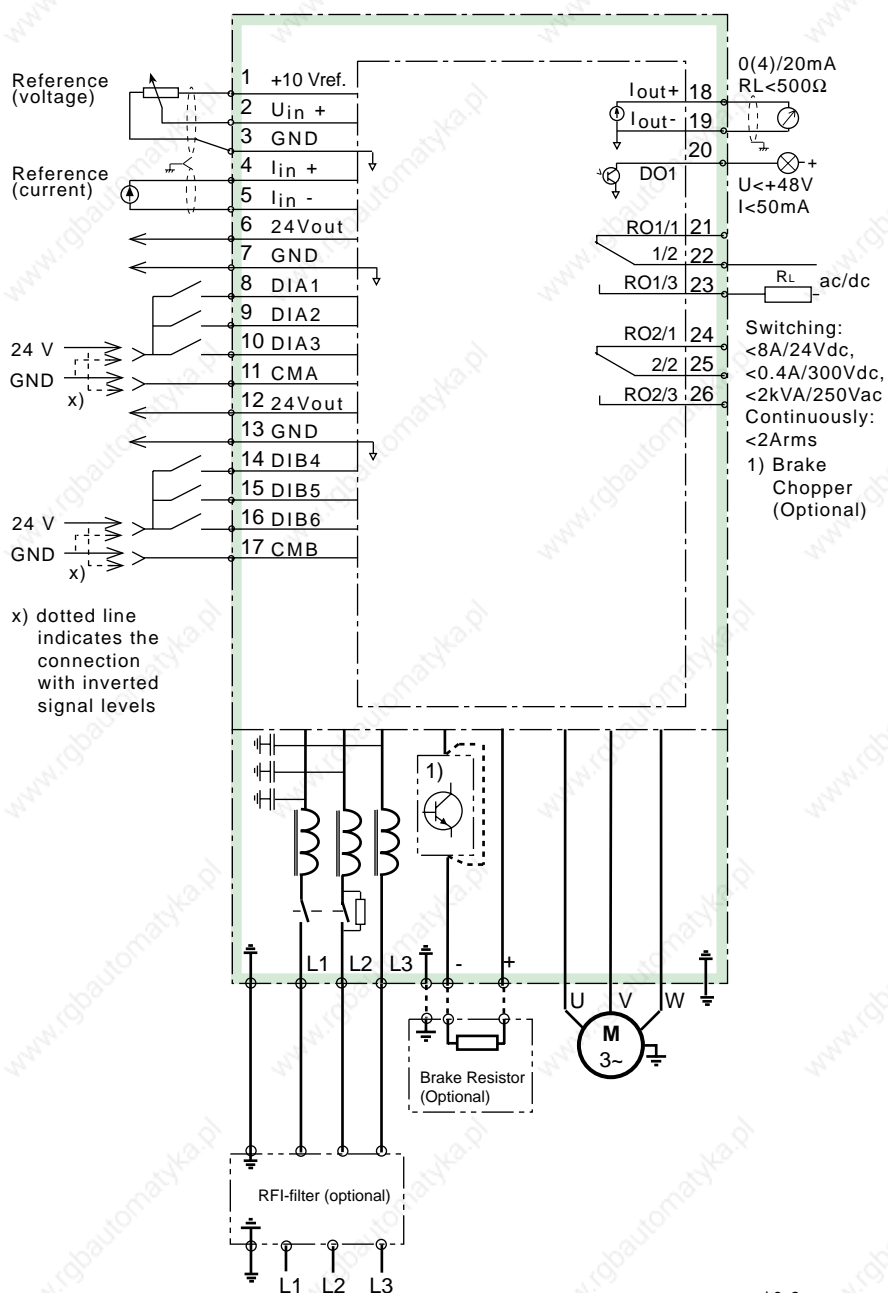 Reference
(voltage)
Reference
(current)
1 +10 Vref.
2 Uin +
3 GND
4 Iin +
5 Iin -
6 24Vout
7 GND
8 DIA1
9 DIA2
10 DIA3
11 CMA
12 24Vout
13 GND
14 DIB4
15 DIB5
16 DIB6
17 CMB
24 V
GND
x)
24 V
GND
x)
x) dotted line
indicates the
connection
with inverted
signal levels
Iout+ 18
Iout- 19
20
DO1
RO1/1 21
1/2 22
RO1/3 23
RO2/1 24
2/2 25
RO2/3 26
0(4)/20mA
RL<500Ω
+
U<+48V
I<50mA
RL
ac/dc
Switching:
<8A/24Vdc,
<0.4A/300Vdc,
<2kVA/250Vac
Continuously:
<2Arms
1) Brake
Chopper
(Optional)
1)
L1 L2 L3 - +
U V W
M
3~
Brake Resistor
(Optional)
RFI-filter (optional)
L1 L2 L3
www.rgbautomatyka.pl